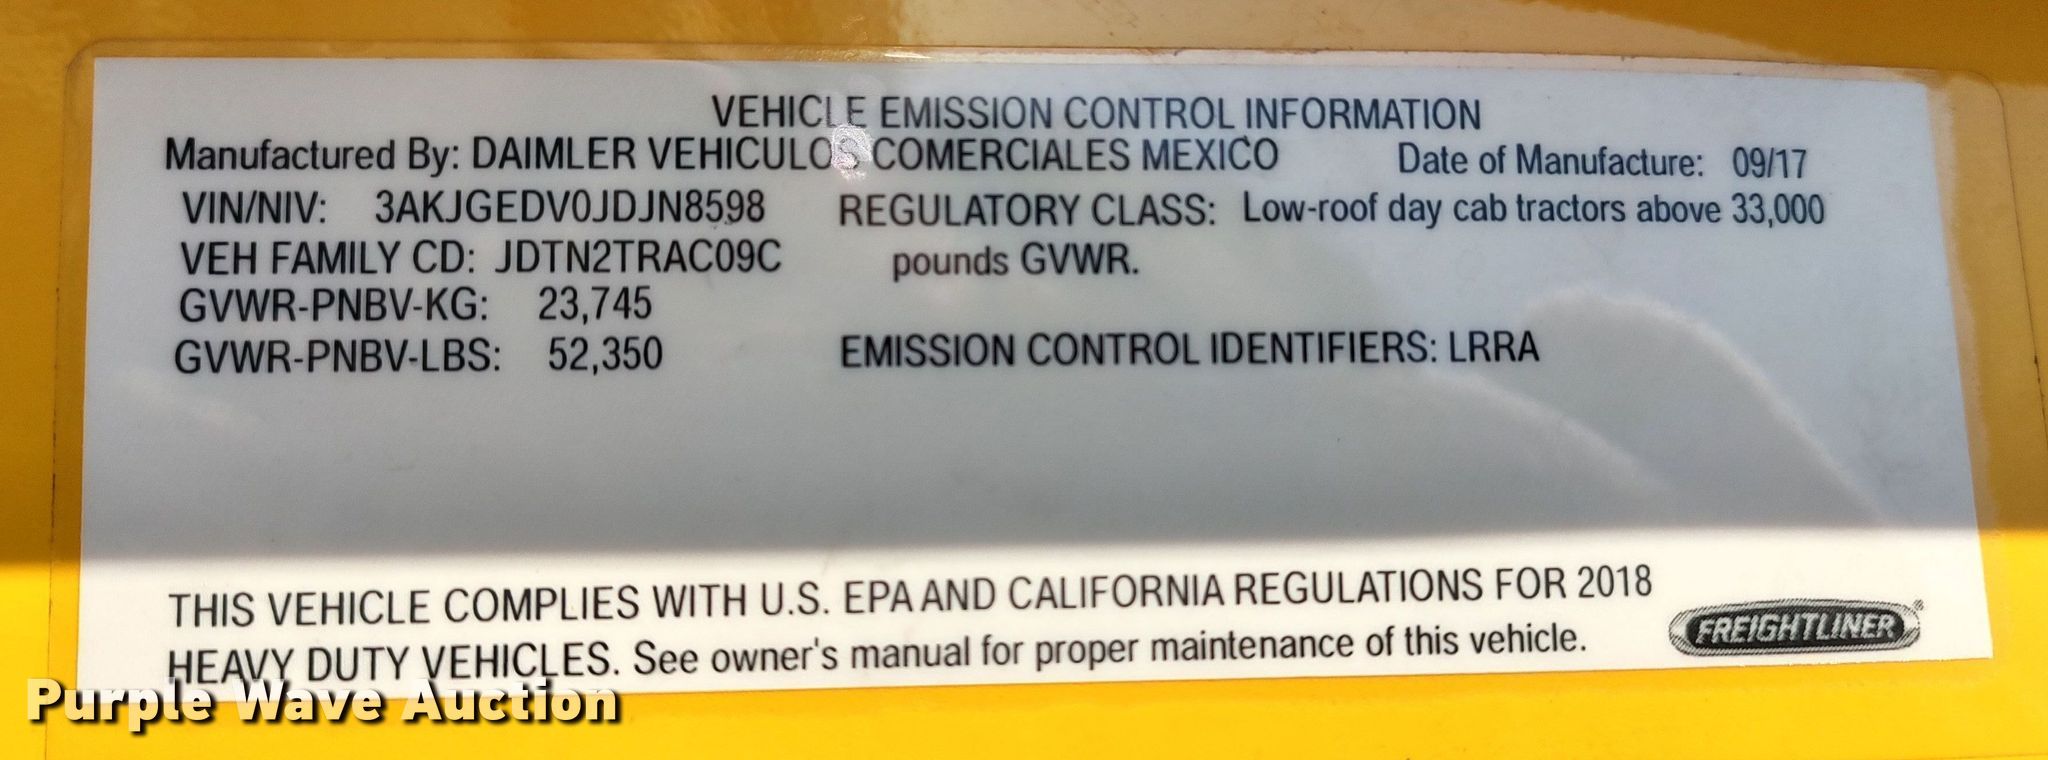 VEHICLE EMISSION CONTROL INFORMATION
Manufactured By: DAIMLER VEHICULOS COMERCIALES MEXICO Date of Manufacture: 09/17
VIN/NIV: 3AKJGEDV0JDJN8598 REGULATORY CLASS: Low-roof day cab tractors above 33,000
VEH FAMILY CD: JDTN2TRAC09C pounds GVWR.
GVWR-PNBV-KG: 23,745
GVWR-PNBV-LBS: 52,350 EMISSION CONTROL IDENTIFIERS: LRRA
THIS VEHICLE COMPLIES WITH U.S. EPA AND CALIFORNIA REGULATIONS FOR 2018
HEAVY DUTY VEHICLES. See owner's manual for proper maintenance of this vehicle.
FREIGHTLINER®
Purple Wave Auction